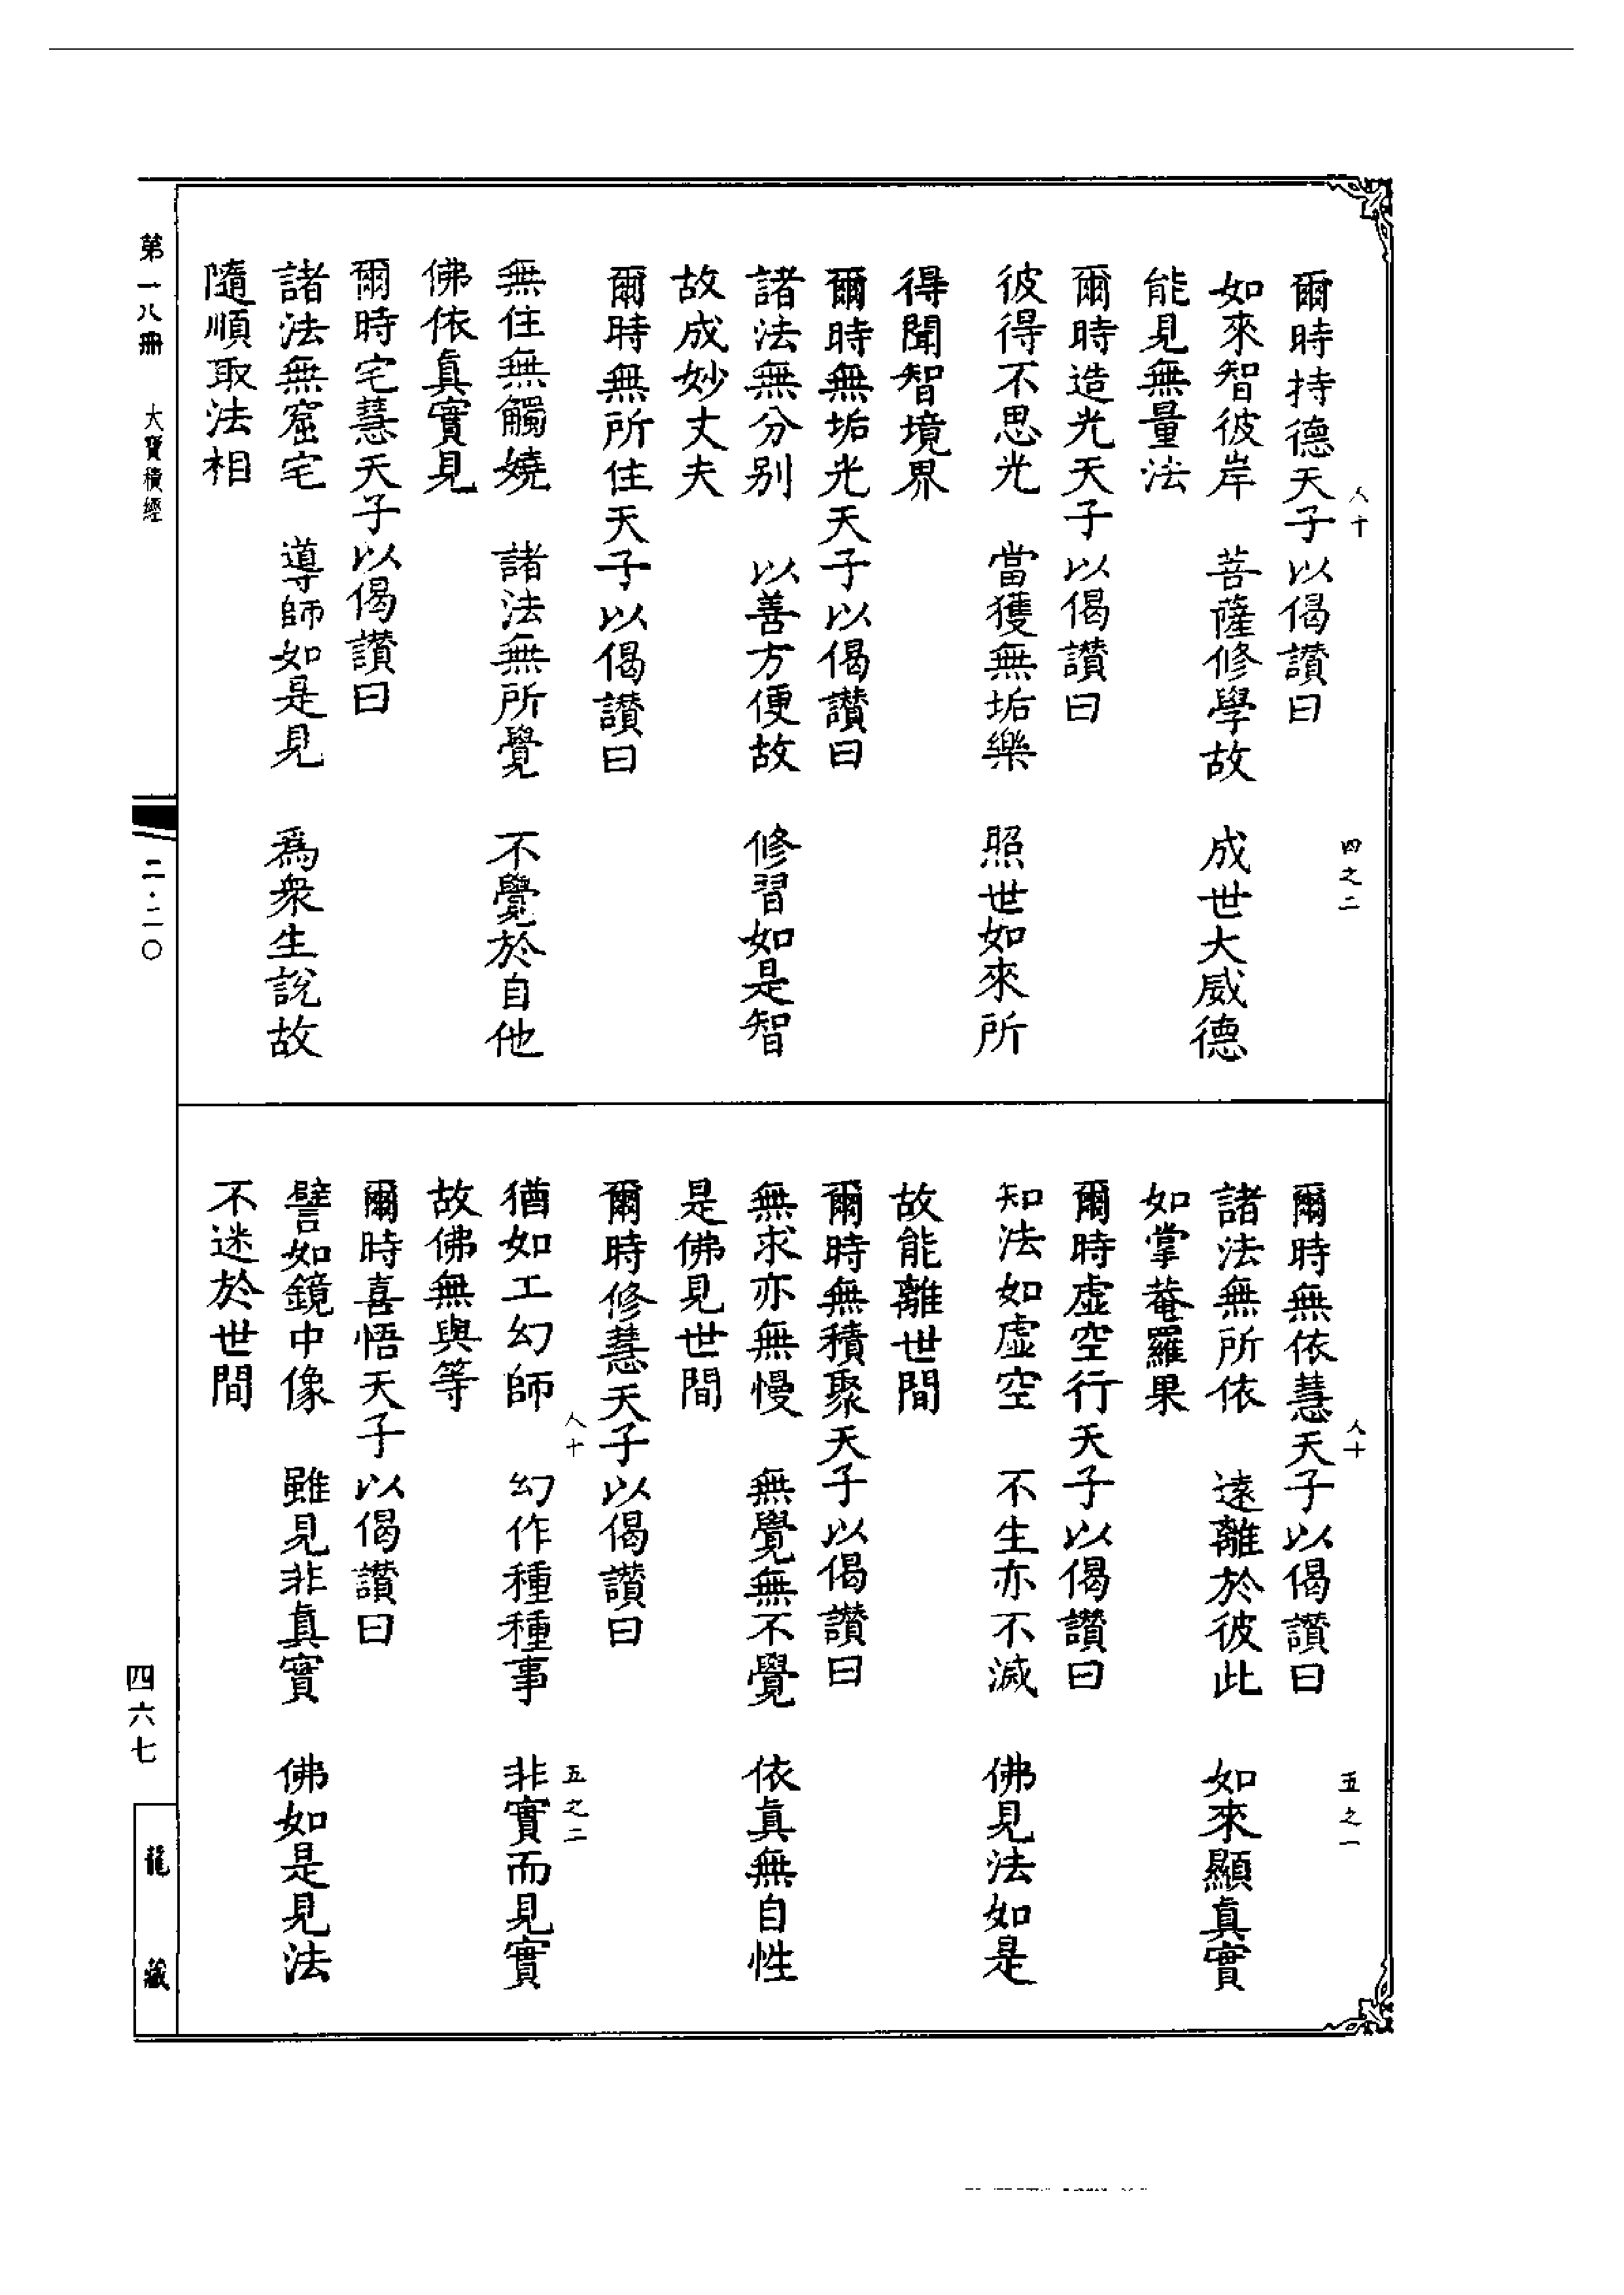 人十　四之二
爾時持德天子以偈讚曰
如來智彼岸　菩薩修學故　成世大威德
能見無量法
爾時造光天子以偈讚曰
彼得不思光　當獲無垢樂　照世如來所
得聞智境界
爾時無垢光天子以偈讚曰
諸法無分別　以善方便故　修習如是智
故成妙丈夫
爾時無所住天子以偈讚曰
無住無觸嬈　諸法無所覺　不覺於自他
佛依真實見
爾時宅慧天子以偈讚曰
諸法無窟宅　導師如是見　為衆生說故
隨順取法相
人十　五之一
爾時無依慧天子以偈讚曰
諸法無所依　遠離於彼此　如來顯真實
如掌菴羅果
爾時虛空行天子以偈讚曰
知法如虛空　不生亦不滅　佛見法如是
故能離世間
爾時無積聚天子以偈讚曰
無求亦無慢　無覺無不覺　依真無自性
是佛見世間
爾時修慧天子以偈讚曰
人十　五之二
猶如工幻師　幻作種種事　非實而見實
故佛無與等
爾時喜悟天子以偈讚曰
譬如鏡中像　雖見非真實　佛如是見法
不迷於世間
第一八冊　大寶積經　二·二〇　四六七
龍藏